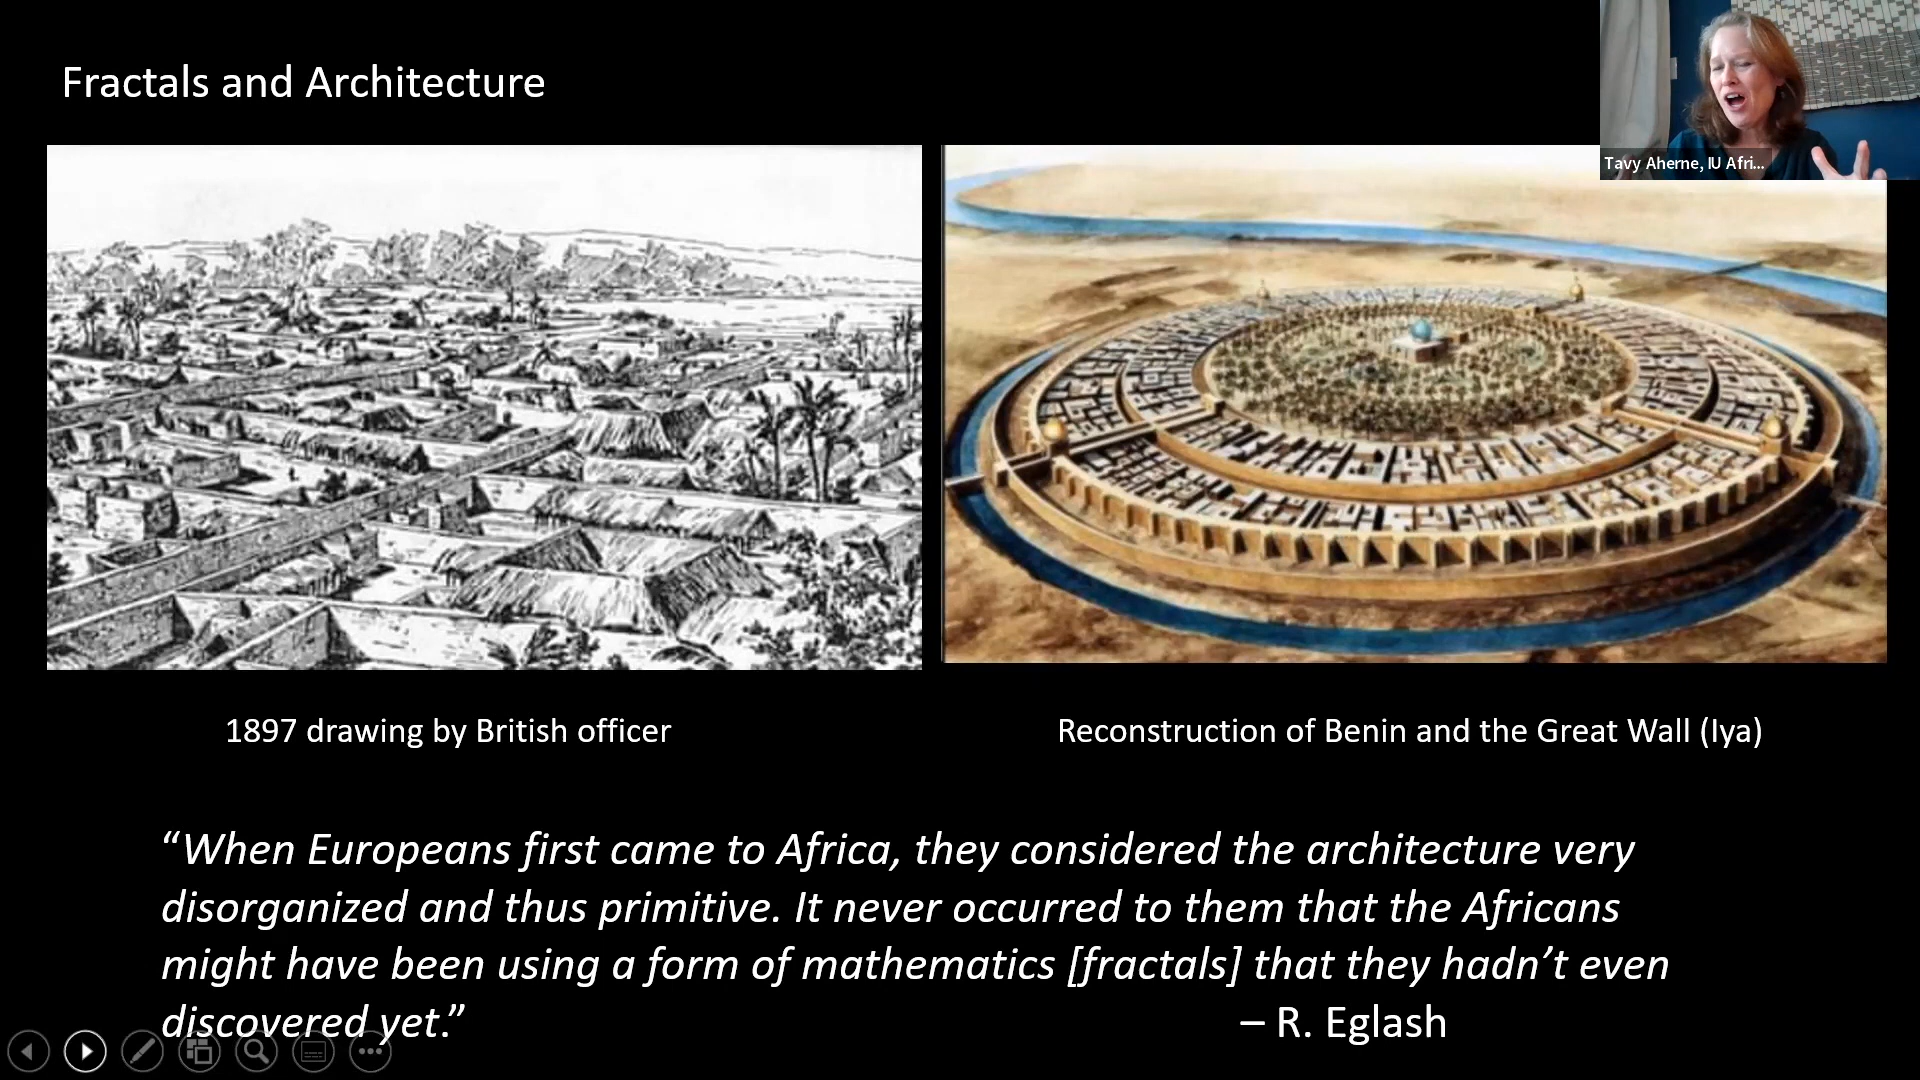 Fractals and Architecture
Tavy Aherne, IU Afri...
1897 drawing by British officer
Reconstruction of Benin and the Great Wall (Iya)
“When Europeans first came to Africa, they considered the architecture very
disorganized and thus primitive. It never occurred to them that the Africans
might have been using a form of mathematics [fractals] that they hadn’t even
discovered yet.” – R. Eglash